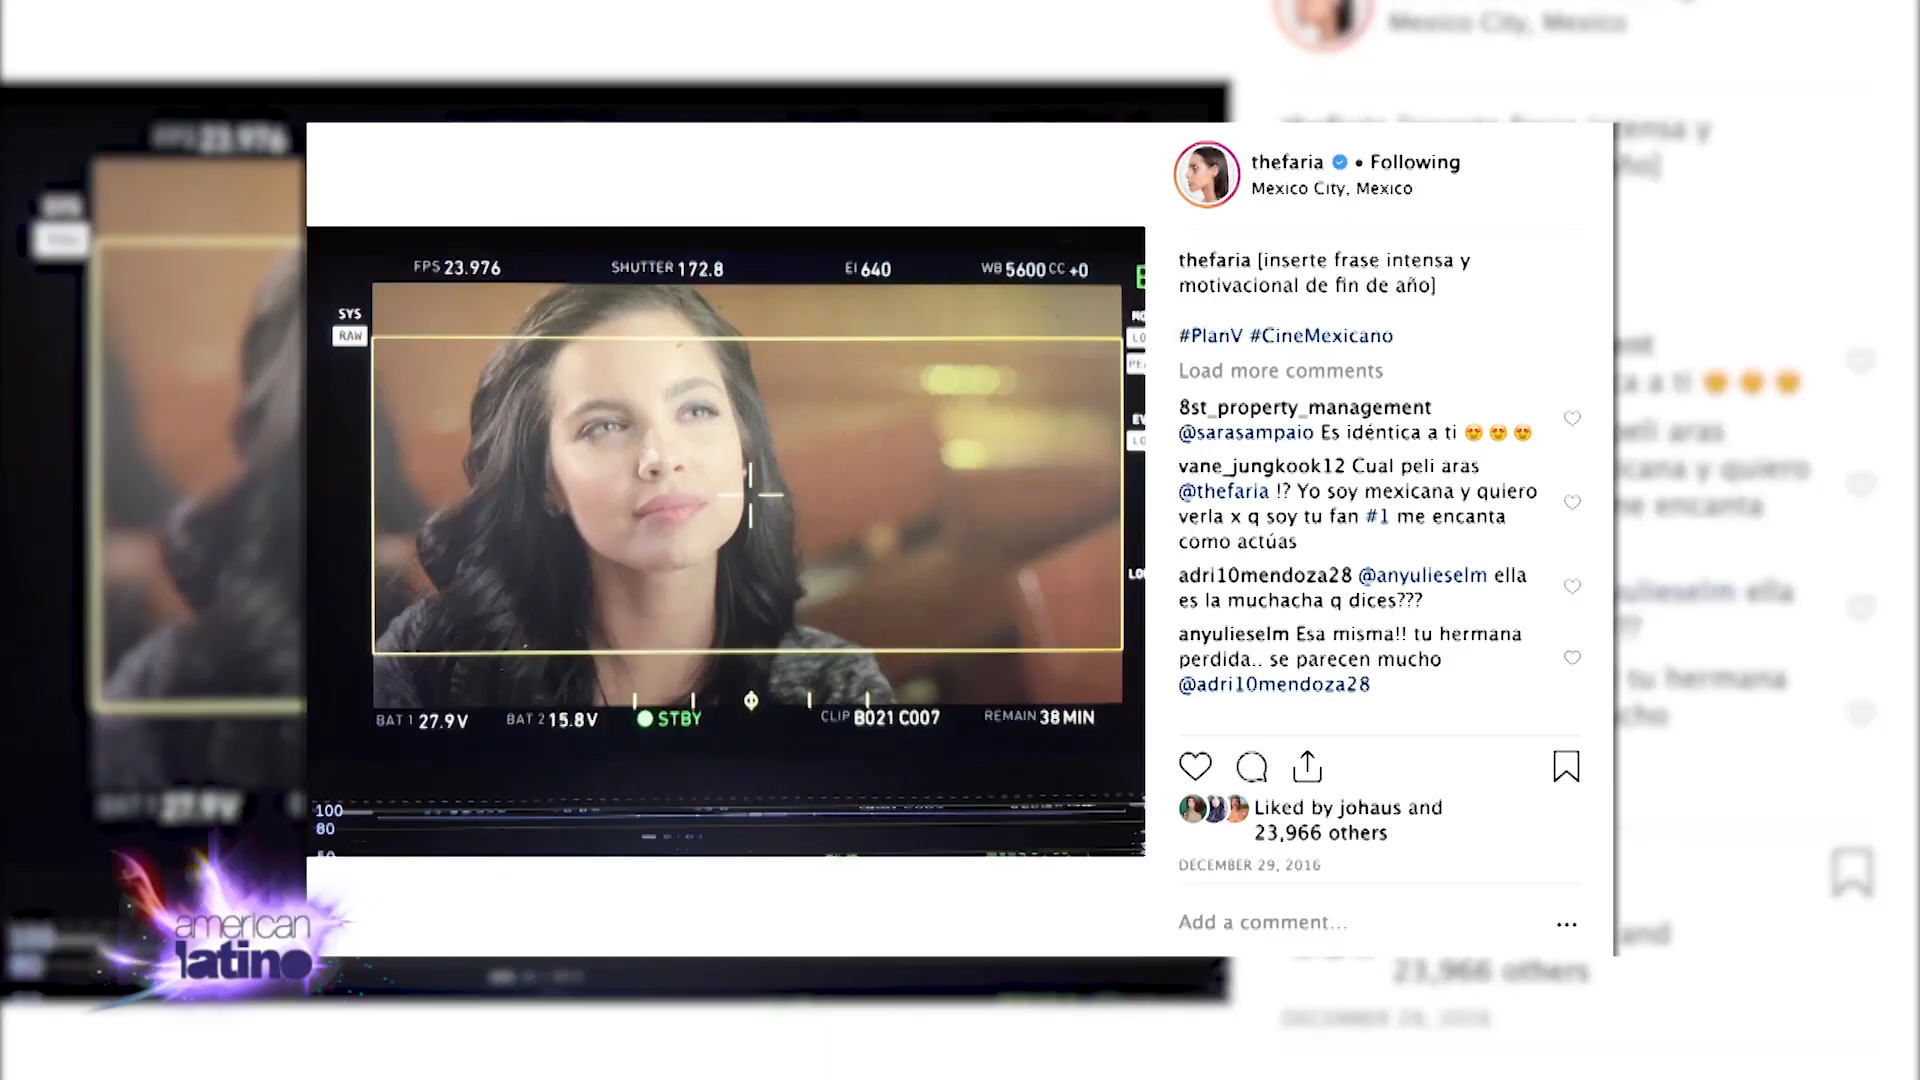 thefaria • Following
Mexico City, Mexico
thefaria [inserte frase intensa y
motivacional de fin de año]
#PlanV #CineMexicano
Load more comments
8st_property_management
@sarasampaio Es idéntica a ti 😍 😍 😍
vane_jungkook12 Cual peli aras
@thefaria !? Yo soy mexicana y quiero
verla x q soy tu fan #1 me encanta
como actúas
adri10mendoza28 @anyulieselm ella
es la muchacha q dices???
anyulieselm Esa misma!! tu hermana
perdida.. se parecen mucho
@adri10mendoza28
Liked by johaus and
23,966 others
DECEMBER 29, 2016
Add a comment...
FPS 23.976
SHUTTER 172.8
EI 640
WB 5600 CC +0
SYS
RAW
BAT 1 27.9 V
BAT 2 15.8 V
STBY
CLIP B021 C007
REMAIN 38 MIN
100
80
american
latino